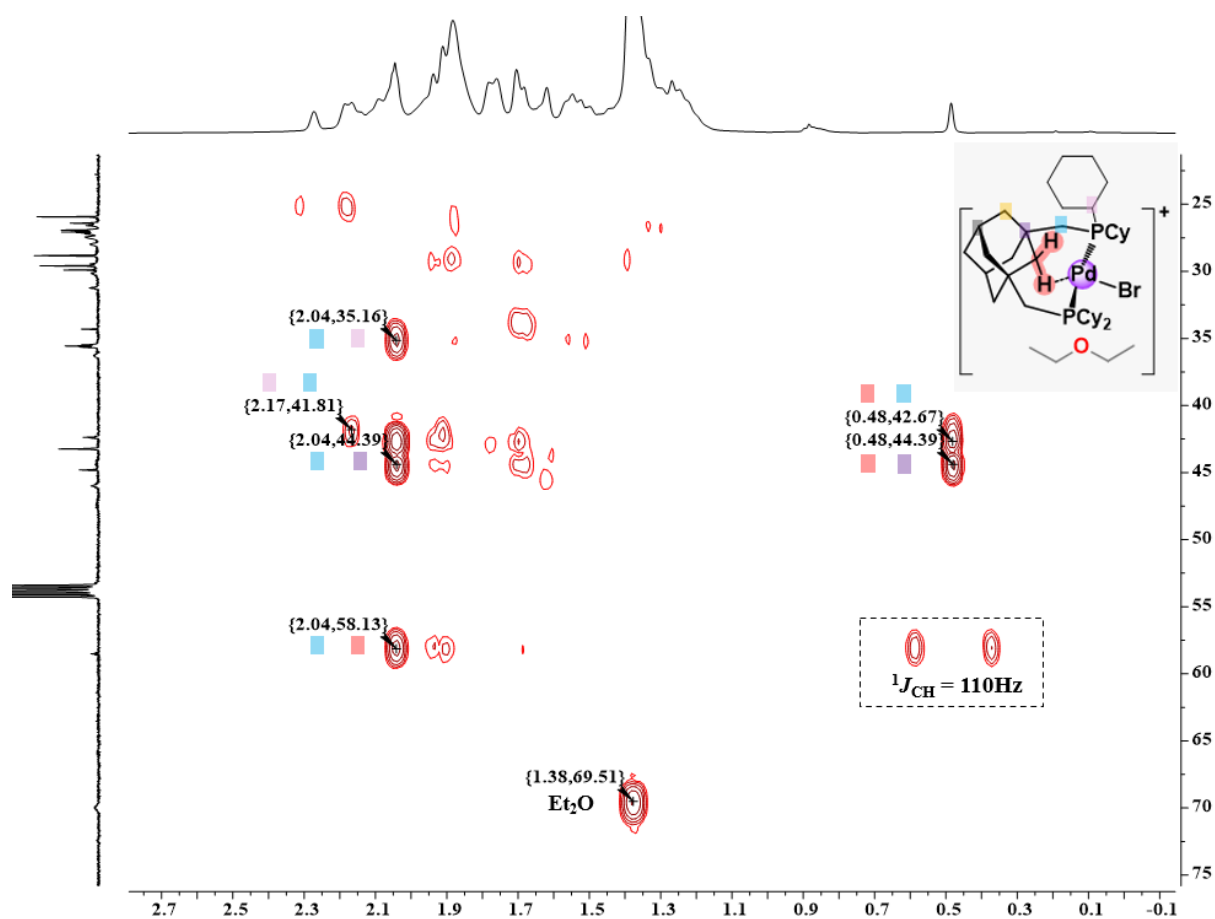 25
30
35
40
45
50
55
60
65
70
75
{2.04,35.16}
{2.17,41.81}
{2.04,44.39}
{2.04,58.13}
{0.48,42.67}
{0.48,44.39}
¹J_CH = 110Hz
{1.38,69.51}
Et₂O
+
PCy
H
H
Pd
Br
PCy₂
O
2.7 2.5 2.3 2.1 1.9 1.7 1.5 1.3 1.1 0.9 0.7 0.5 0.3 0.1 -0.1